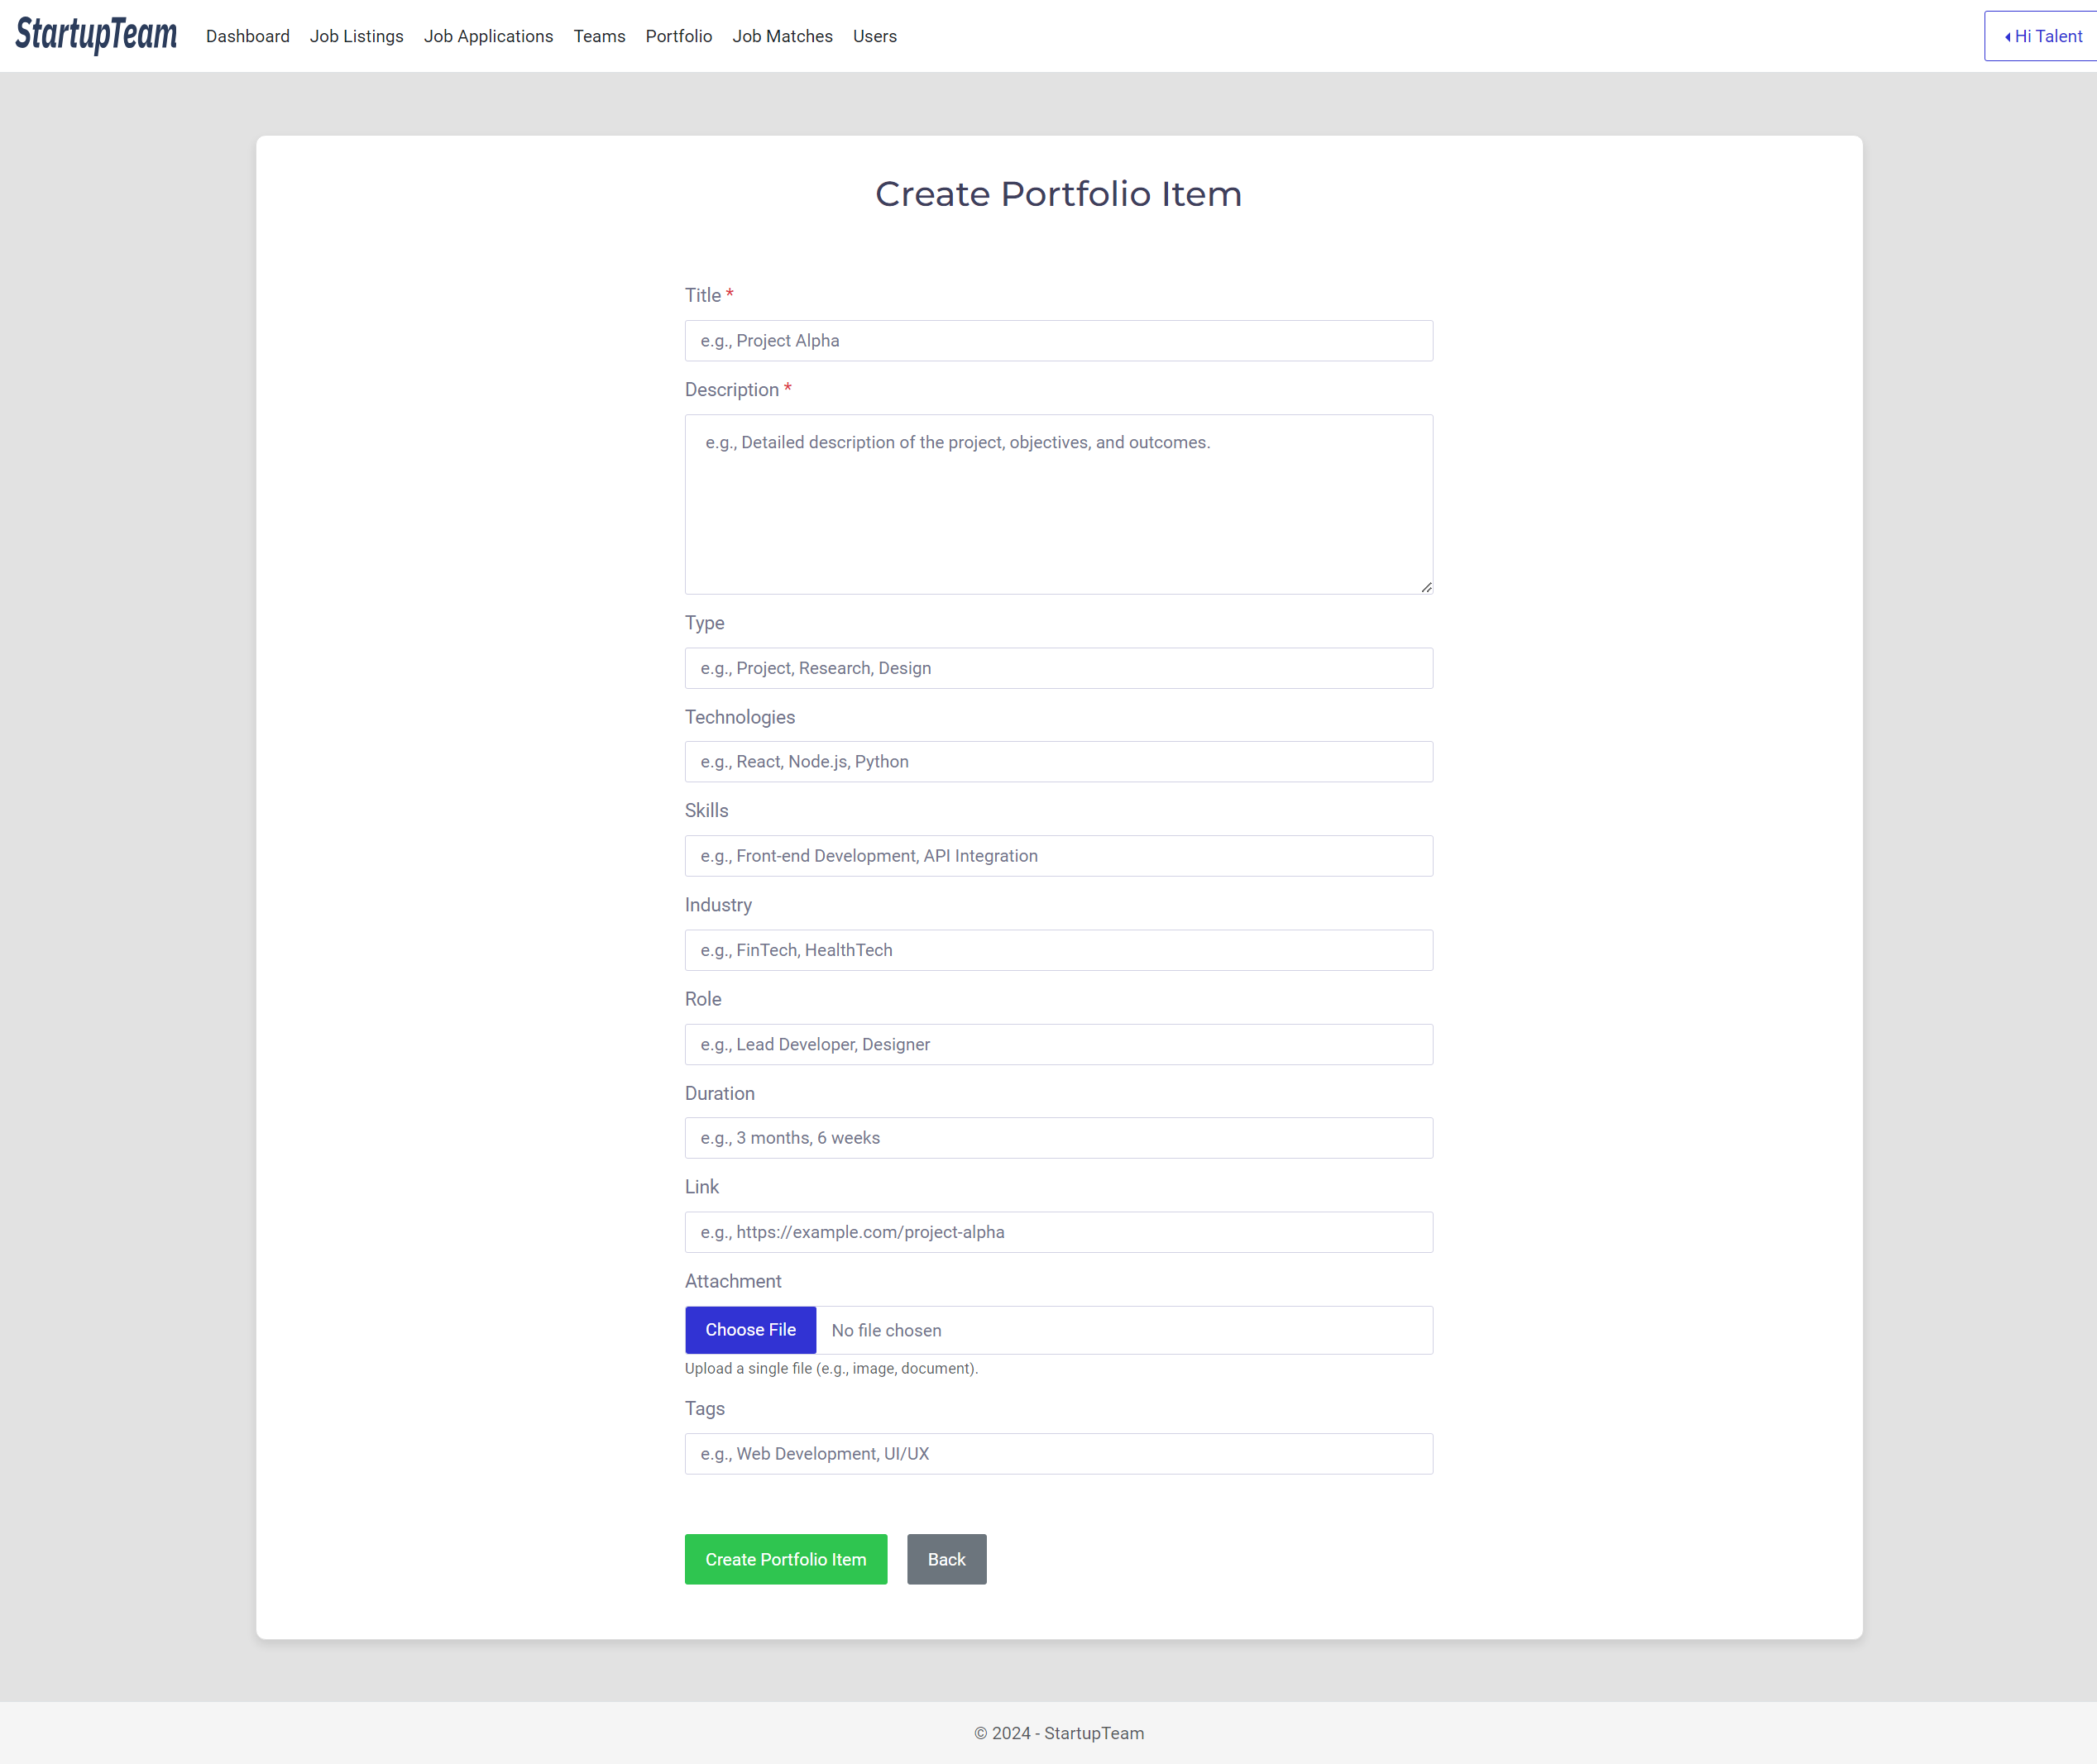 StartupTeam Dashboard Job Listings Job Applications Teams Portfolio Job Matches Users Hi Talent
Create Portfolio Item
Title *
e.g., Project Alpha
Description *
e.g., Detailed description of the project, objectives, and outcomes.
Type
e.g., Project, Research, Design
Technologies
e.g., React, Node.js, Python
Skills
e.g., Front-end Development, API Integration
Industry
e.g., FinTech, HealthTech
Role
e.g., Lead Developer, Designer
Duration
e.g., 3 months, 6 weeks
Link
e.g., https://example.com/project-alpha
Attachment
Choose File No file chosen
Upload a single file (e.g., image, document).
Tags
e.g., Web Development, UI/UX
Create Portfolio Item Back
© 2024 - StartupTeam